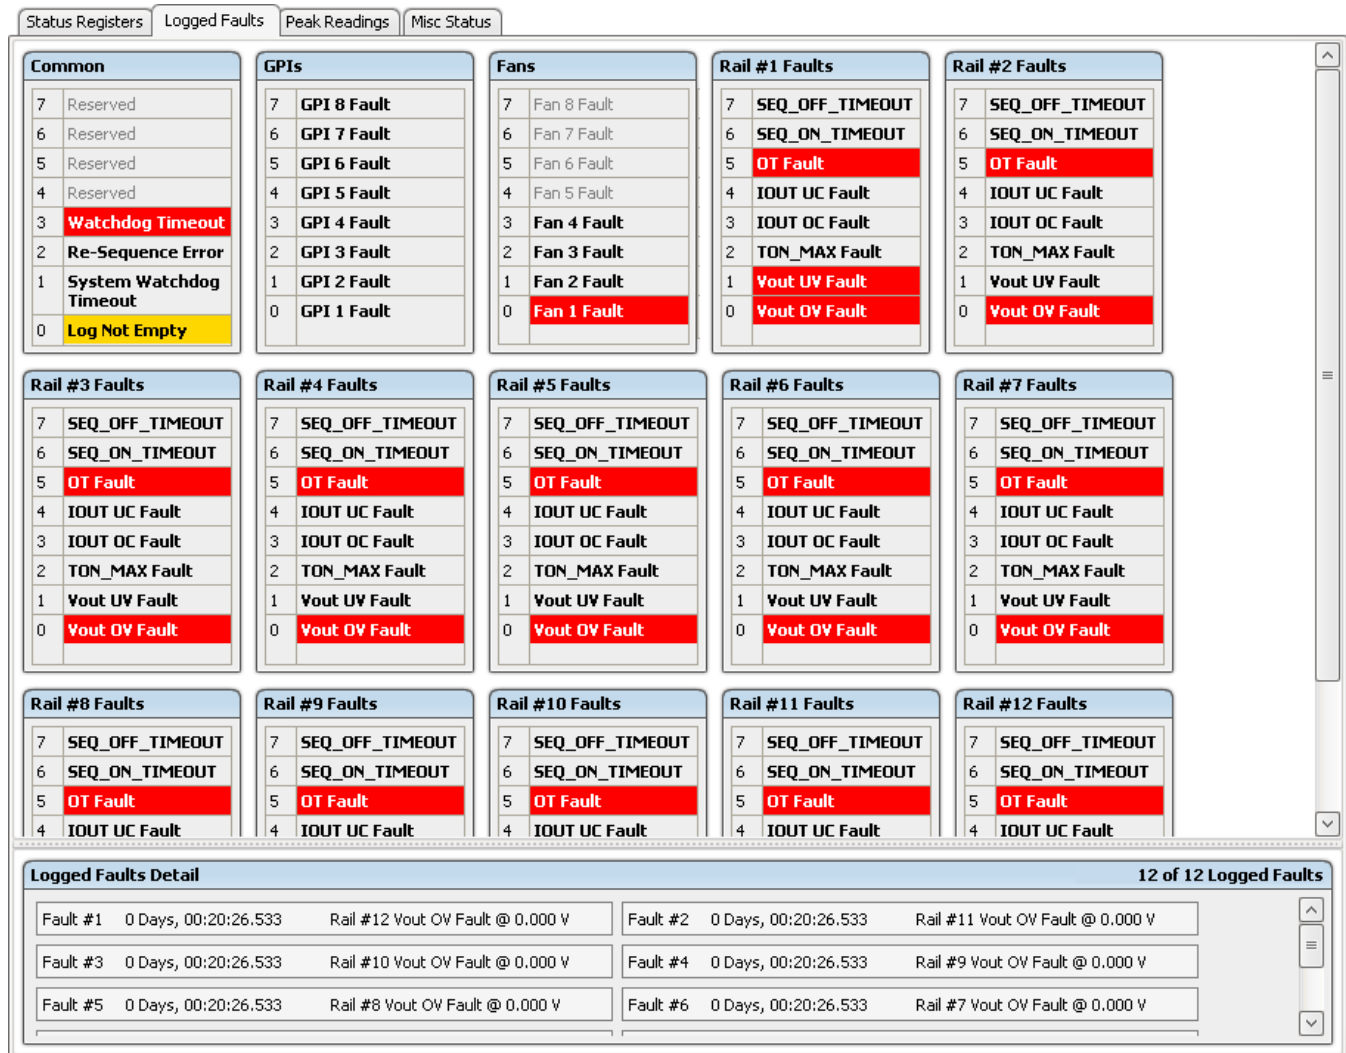 Status Registers Logged Faults Peak Readings Misc Status
Common
7 Reserved
6 Reserved
5 Reserved
4 Reserved
3 Watchdog Timeout
2 Re-Sequence Error
1 System Watchdog
Timeout
0 Log Not Empty
GPIs
7 GPI 8 Fault
6 GPI 7 Fault
5 GPI 6 Fault
4 GPI 5 Fault
3 GPI 4 Fault
2 GPI 3 Fault
1 GPI 2 Fault
0 GPI 1 Fault
Fans
7 Fan 8 Fault
6 Fan 7 Fault
5 Fan 6 Fault
4 Fan 5 Fault
3 Fan 4 Fault
2 Fan 3 Fault
1 Fan 2 Fault
0 Fan 1 Fault
Rail #1 Faults
7 SEQ_OFF_TIMEOUT
6 SEQ_ON_TIMEOUT
5 OT Fault
4 IOUT UC Fault
3 IOUT OC Fault
2 TON_MAX Fault
1 Vout UV Fault
0 Vout OV Fault
Rail #2 Faults
7 SEQ_OFF_TIMEOUT
6 SEQ_ON_TIMEOUT
5 OT Fault
4 IOUT UC Fault
3 IOUT OC Fault
2 TON_MAX Fault
1 Vout UV Fault
0 Vout OV Fault
Rail #3 Faults
7 SEQ_OFF_TIMEOUT
6 SEQ_ON_TIMEOUT
5 OT Fault
4 IOUT UC Fault
3 IOUT OC Fault
2 TON_MAX Fault
1 Vout UV Fault
0 Vout OV Fault
Rail #4 Faults
7 SEQ_OFF_TIMEOUT
6 SEQ_ON_TIMEOUT
5 OT Fault
4 IOUT UC Fault
3 IOUT OC Fault
2 TON_MAX Fault
1 Vout UV Fault
0 Vout OV Fault
Rail #5 Faults
7 SEQ_OFF_TIMEOUT
6 SEQ_ON_TIMEOUT
5 OT Fault
4 IOUT UC Fault
3 IOUT OC Fault
2 TON_MAX Fault
1 Vout UV Fault
0 Vout OV Fault
Rail #6 Faults
7 SEQ_OFF_TIMEOUT
6 SEQ_ON_TIMEOUT
5 OT Fault
4 IOUT UC Fault
3 IOUT OC Fault
2 TON_MAX Fault
1 Vout UV Fault
0 Vout OV Fault
Rail #7 Faults
7 SEQ_OFF_TIMEOUT
6 SEQ_ON_TIMEOUT
5 OT Fault
4 IOUT UC Fault
3 IOUT OC Fault
2 TON_MAX Fault
1 Vout UV Fault
0 Vout OV Fault
Rail #8 Faults
7 SEQ_OFF_TIMEOUT
6 SEQ_ON_TIMEOUT
5 OT Fault
4 IOUT UC Fault
Rail #9 Faults
7 SEQ_OFF_TIMEOUT
6 SEQ_ON_TIMEOUT
5 OT Fault
4 IOUT UC Fault
Rail #10 Faults
7 SEQ_OFF_TIMEOUT
6 SEQ_ON_TIMEOUT
5 OT Fault
4 IOUT UC Fault
Rail #11 Faults
7 SEQ_OFF_TIMEOUT
6 SEQ_ON_TIMEOUT
5 OT Fault
4 IOUT UC Fault
Rail #12 Faults
7 SEQ_OFF_TIMEOUT
6 SEQ_ON_TIMEOUT
5 OT Fault
4 IOUT UC Fault
Logged Faults Detail 12 of 12 Logged Faults
Fault #1 0 Days, 00:20:26.533 Rail #12 Vout OV Fault @ 0.000 V
Fault #2 0 Days, 00:20:26.533 Rail #11 Vout OV Fault @ 0.000 V
Fault #3 0 Days, 00:20:26.533 Rail #10 Vout OV Fault @ 0.000 V
Fault #4 0 Days, 00:20:26.533 Rail #9 Vout OV Fault @ 0.000 V
Fault #5 0 Days, 00:20:26.533 Rail #8 Vout OV Fault @ 0.000 V
Fault #6 0 Days, 00:20:26.533 Rail #7 Vout OV Fault @ 0.000 V